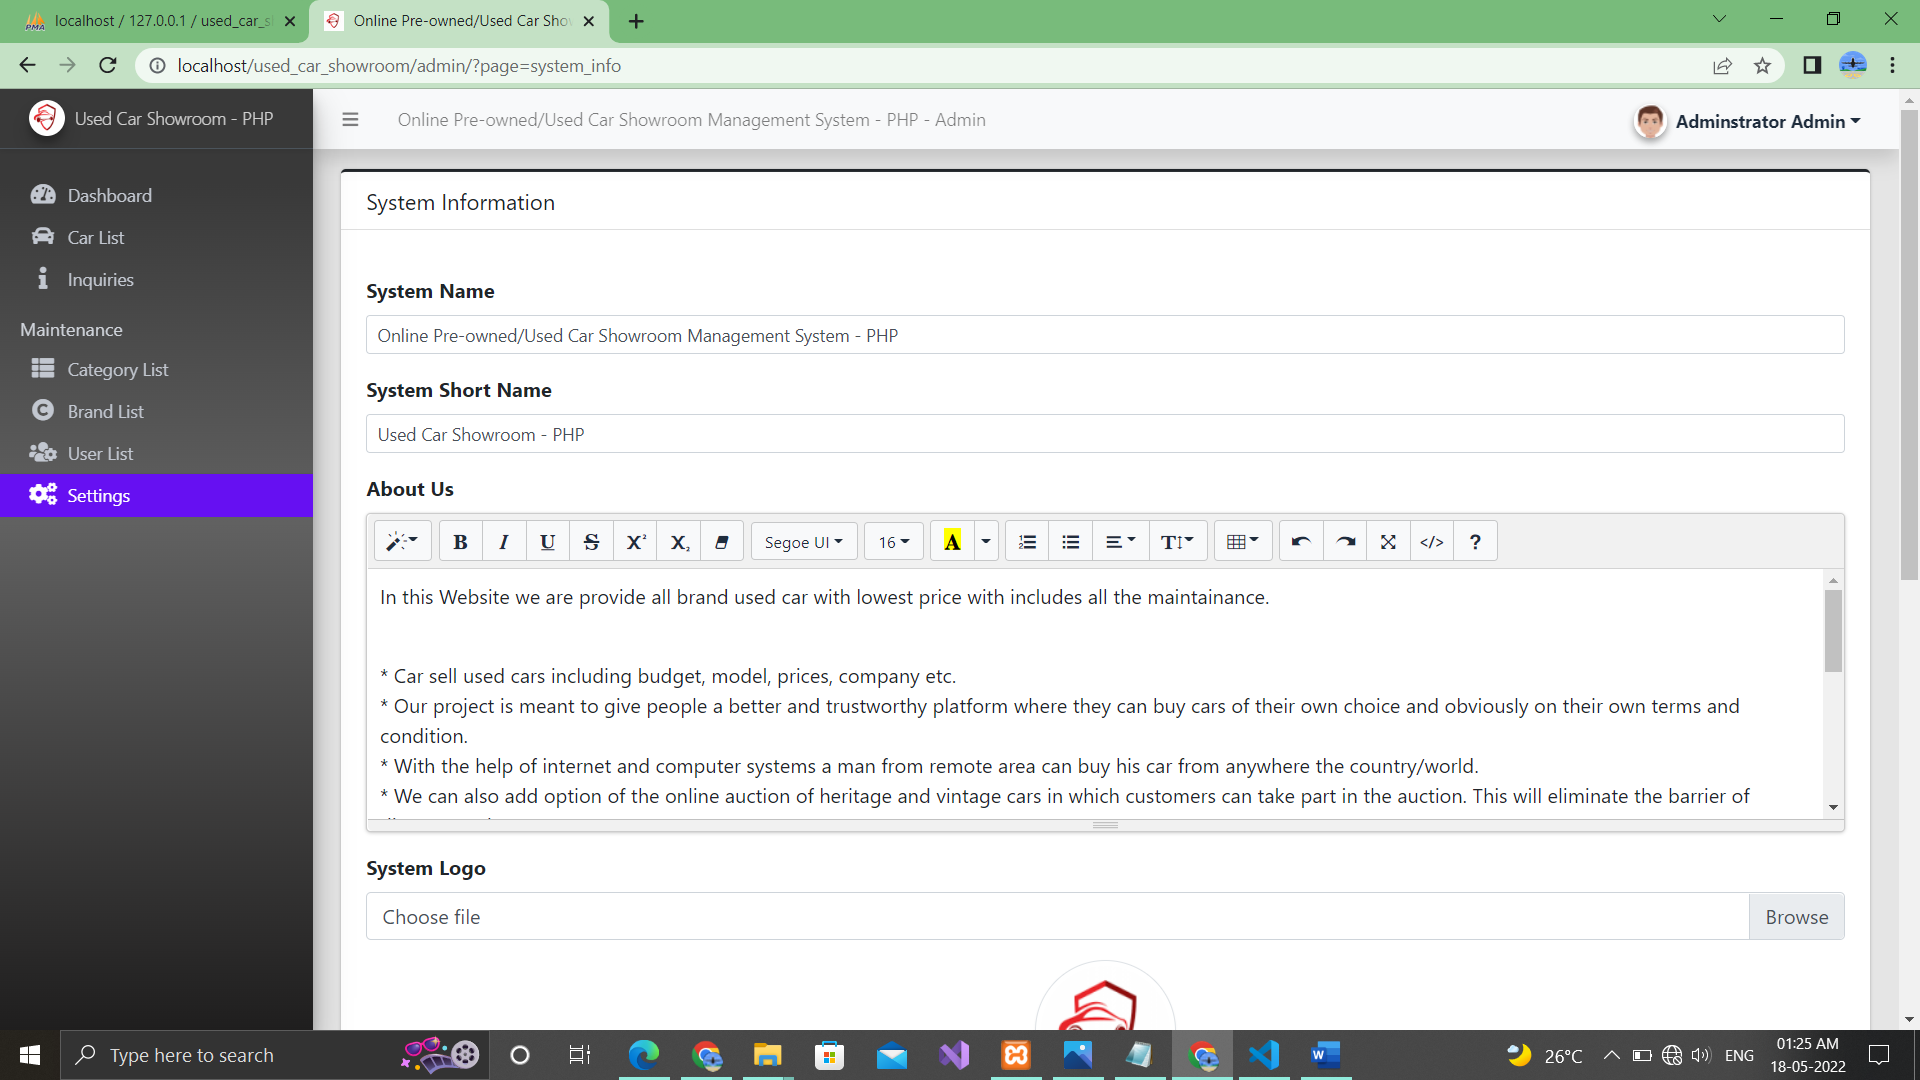 localhost / 127.0.0.1 / used_car_s
Online Pre-owned/Used Car Show
localhost/used_car_showroom/admin/?page=system_info
Used Car Showroom - PHP
Online Pre-owned/Used Car Showroom Management System - PHP - Admin
Adminstrator Admin
Dashboard
Car List
Inquiries
Maintenance
Category List
Brand List
User List
Settings
System Information
System Name
Online Pre-owned/Used Car Showroom Management System - PHP
System Short Name
Used Car Showroom - PHP
About Us
B I U S X² X₂ Segoe UI 16 A T </> ?
In this Website we are provide all brand used car with lowest price with includes all the maintainance.
* Car sell used cars including budget, model, prices, company etc.
* Our project is meant to give people a better and trustworthy platform where they can buy cars of their own choice and obviously on their own terms and
condition.
* With the help of internet and computer systems a man from remote area can buy his car from anywhere the country/world.
* We can also add option of the online auction of heritage and vintage cars in which customers can take part in the auction. This will eliminate the barrier of
System Logo
Choose file
Browse
Type here to search
26°C
ENG
01:25 AM
18-05-2022